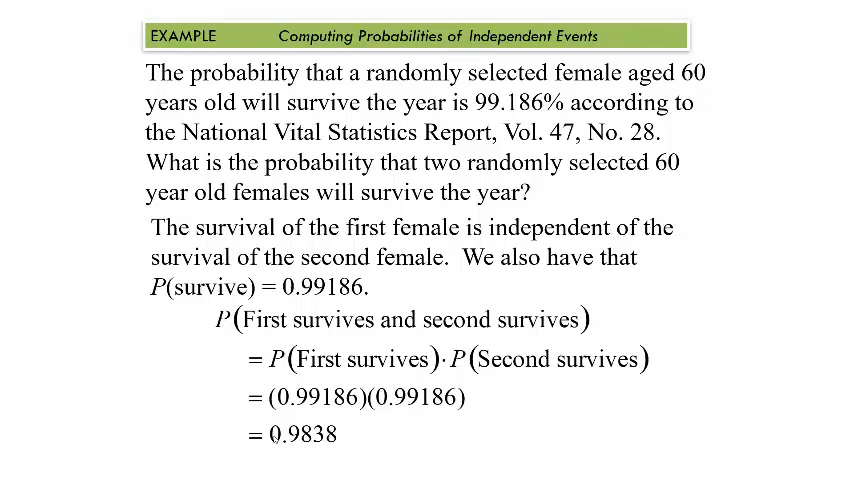 EXAMPLE Computing Probabilities of Independent Events
The probability that a randomly selected female aged 60
years old will survive the year is 99.186% according to
the National Vital Statistics Report, Vol. 47, No. 28.
What is the probability that two randomly selected 60
year old females will survive the year?
The survival of the first female is independent of the
survival of the second female. We also have that
P(survive) = 0.99186.
P(First survives and second survives)
= P(First survives)·P(Second survives)
= (0.99186)(0.99186)
= 0.9838